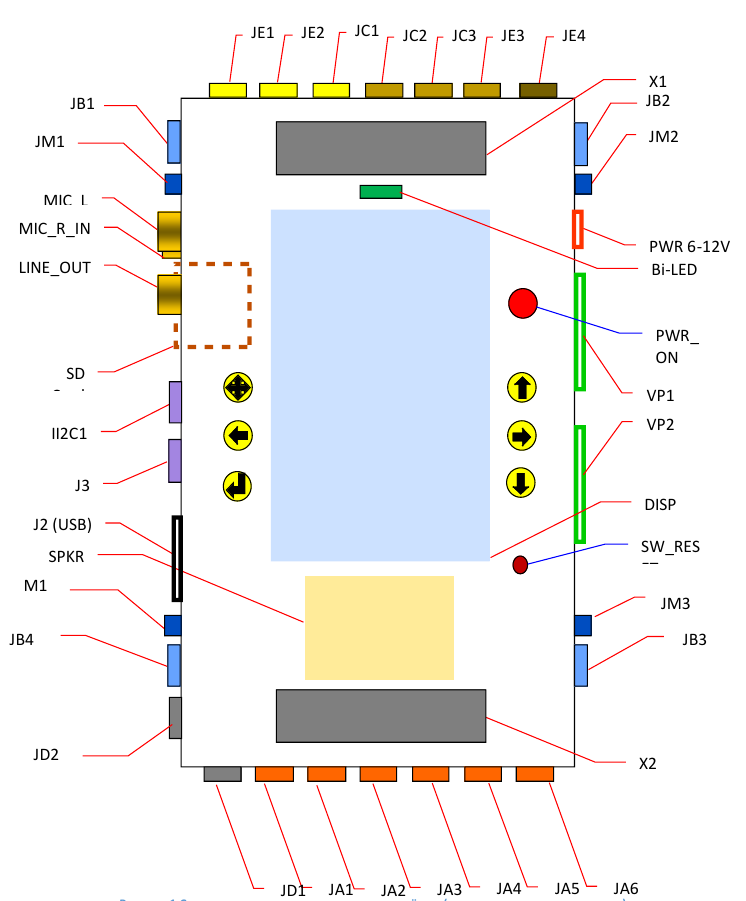 JE1
JE2
JC1
JC2
JC3
JE3
JE4
X1
JB1
JB2
JM1
JM2
MIC_L
MIC_R_IN
PWR 6-12V
LINE_OUT
Bi-LED
PWR_
ON
SD
VP1
II2C1
VP2
J3
DISP
J2 (USB)
SW_RES
SPKR
M1
JM3
JB4
JB3
JD2
X2
JD1
JA1
JA2
JA3
JA4
JA5
JA6